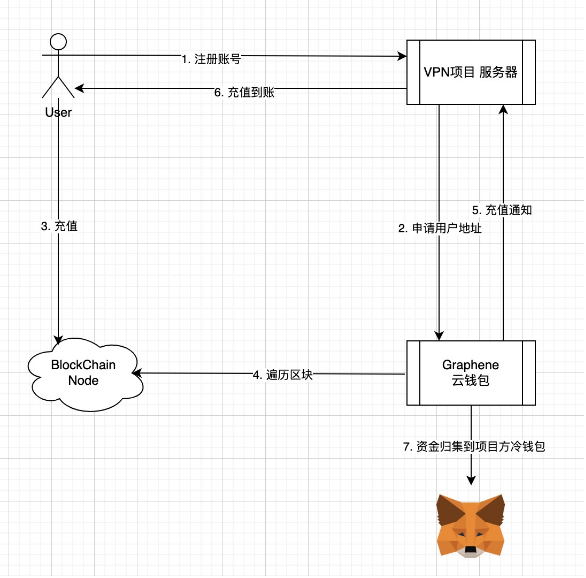 1. 注册账号
VPN项目 服务器
6. 充值到账
User
5. 充值通知
3. 充值
2. 申请用户地址
BlockChain
Node
4. 遍历区块
Graphene
云钱包
7. 资金归集到项目方冷钱包